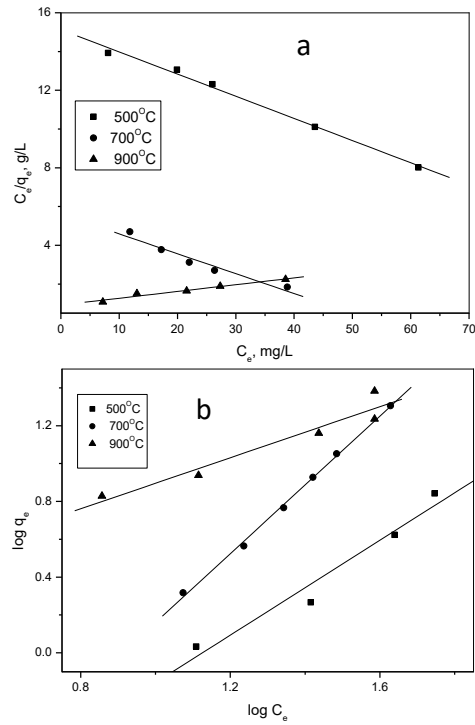 a
16
12
8
4
C_e/q_e, g/L
500°C
700°C
900°C
0 10 20 30 40 50 60 70
C_e, mg/L
b
1.2
0.8
0.4
0.0
log q_e
500°C
700°C
900°C
0.8 1.2 1.6
log C_e